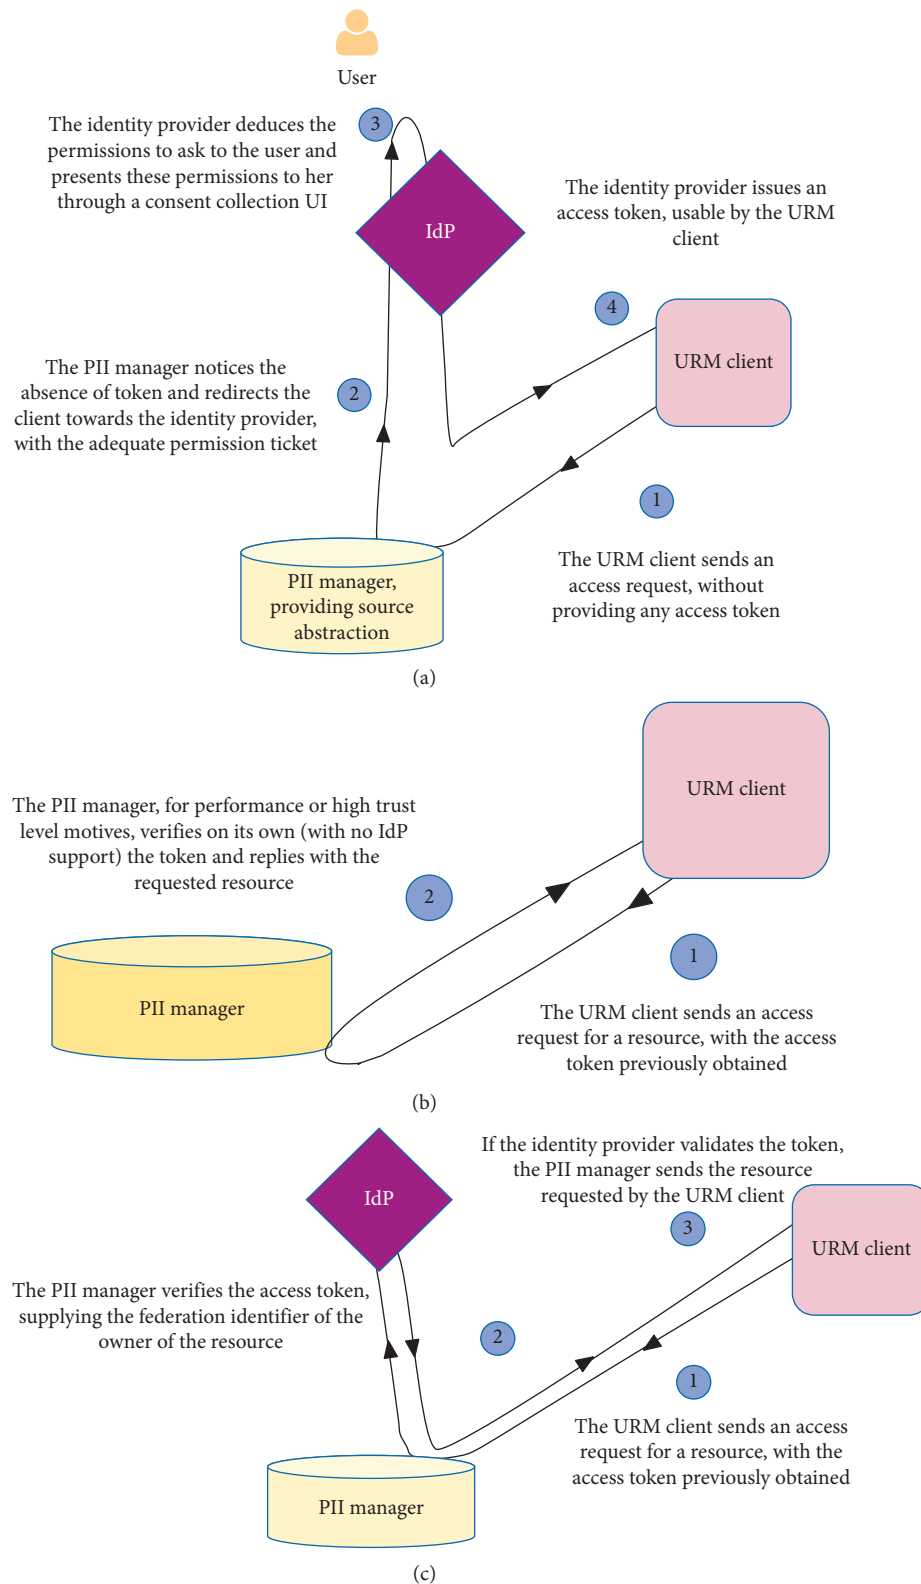 User
3
The identity provider deduces the
permissions to ask to the user and
presents these permissions to her
through a consent collection UI
IdP
The identity provider issues an
access token, usable by the URM
client
4
URM client
The PII manager notices the
absence of token and redirects the
client towards the identity provider,
with the adequate permission ticket
2
1
The URM client sends an
access request, without
providing any access token
PII manager,
providing source
abstraction
(a)
URM client
The PII manager, for performance or high trust
level motives, verifies on its own (with no IdP
support) the token and replies with the
requested resource
2
1
PII manager
The URM client sends an access
request for a resource, with the access
token previously obtained
(b)
If the identity provider validates the token,
the PII manager sends the resource
requested by the URM client
3
IdP
URM client
The PII manager verifies the access token,
supplying the federation identifier of the
owner of the resource
2
1
The URM client sends an access
request for a resource, with the
access token previously obtained
PII manager
(c)